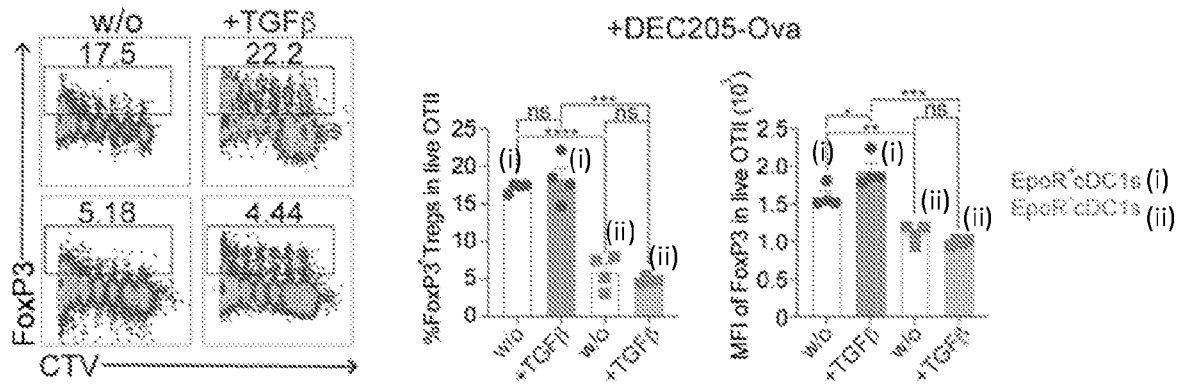 w/o +TGFβ
17.5 22.2
5.18 4.44
FoxP3
CTV
+DEC205-Ova
%FoxP3⁺Tregs in live OTII
25
20
15
10
5
0
ns
***
****
ns
(i) (i)
(ii) (ii)
w/o +TGFβ w/o +TGFβ
MFI of FoxP3 in live OTII (10³)
2.5
2.0
1.5
1.0
0.5
0
*
***
**
ns
(i) (i)
(ii) (ii)
w/o +TGFβ w/o +TGFβ
EpoR⁺cDC1s (i)
cDC1s (ii)